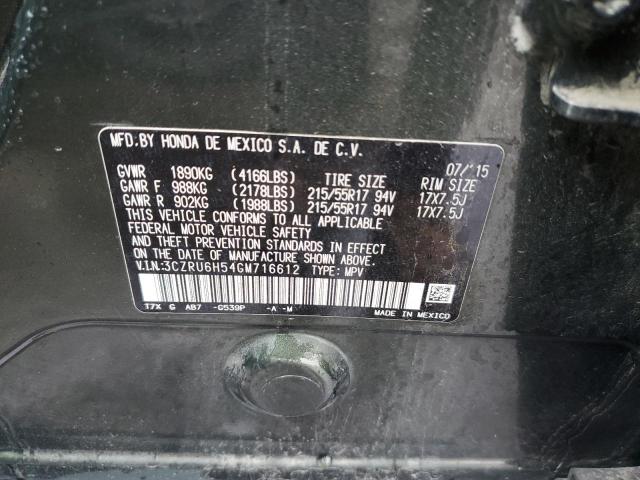 MFD.BY HONDA DE MEXICO S.A. DE C.V.
07/'15
GVWR 1890KG (4166LBS) TIRE SIZE RIM SIZE
GAWR F 988KG (2178LBS) 215/55R17 94V 17X7.5J
GAWR R 902KG (1988LBS) 215/55R17 94V 17X7.5J
THIS VEHICLE CONFORMS TO ALL APPLICABLE
FEDERAL MOTOR VEHICLE SAFETY
AND THEFT PREVENTION STANDARDS IN EFFECT
ON THE DATE OF MANUFACTURE SHOWN ABOVE.
V.I.N:3CZRU6H54GM716612 TYPE: MPV
17X G AB7 -G539P -A -M MADE IN MEXICO